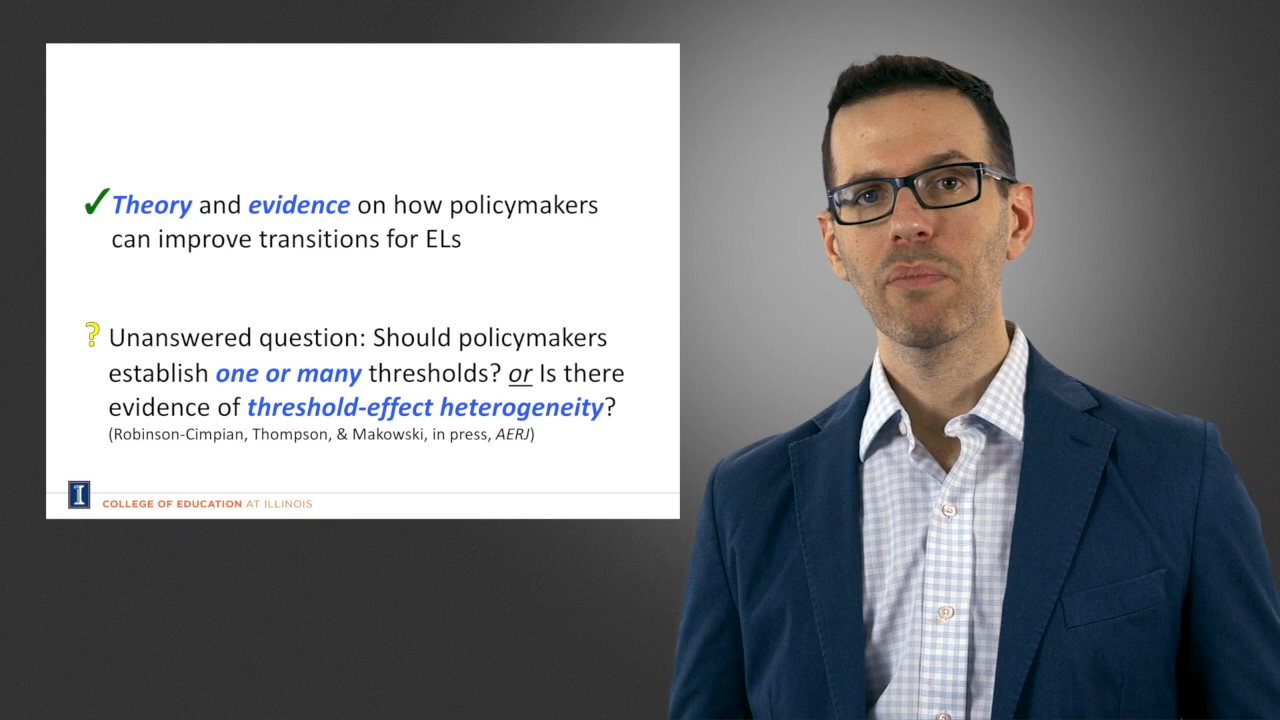 ✓Theory and evidence on how policymakers
can improve transitions for ELs
? Unanswered question: Should policymakers
establish one or many thresholds? or Is there
evidence of threshold-effect heterogeneity?
(Robinson-Cimpian, Thompson, & Makowski, in press, AERJ)
I COLLEGE OF EDUCATION AT ILLINOIS